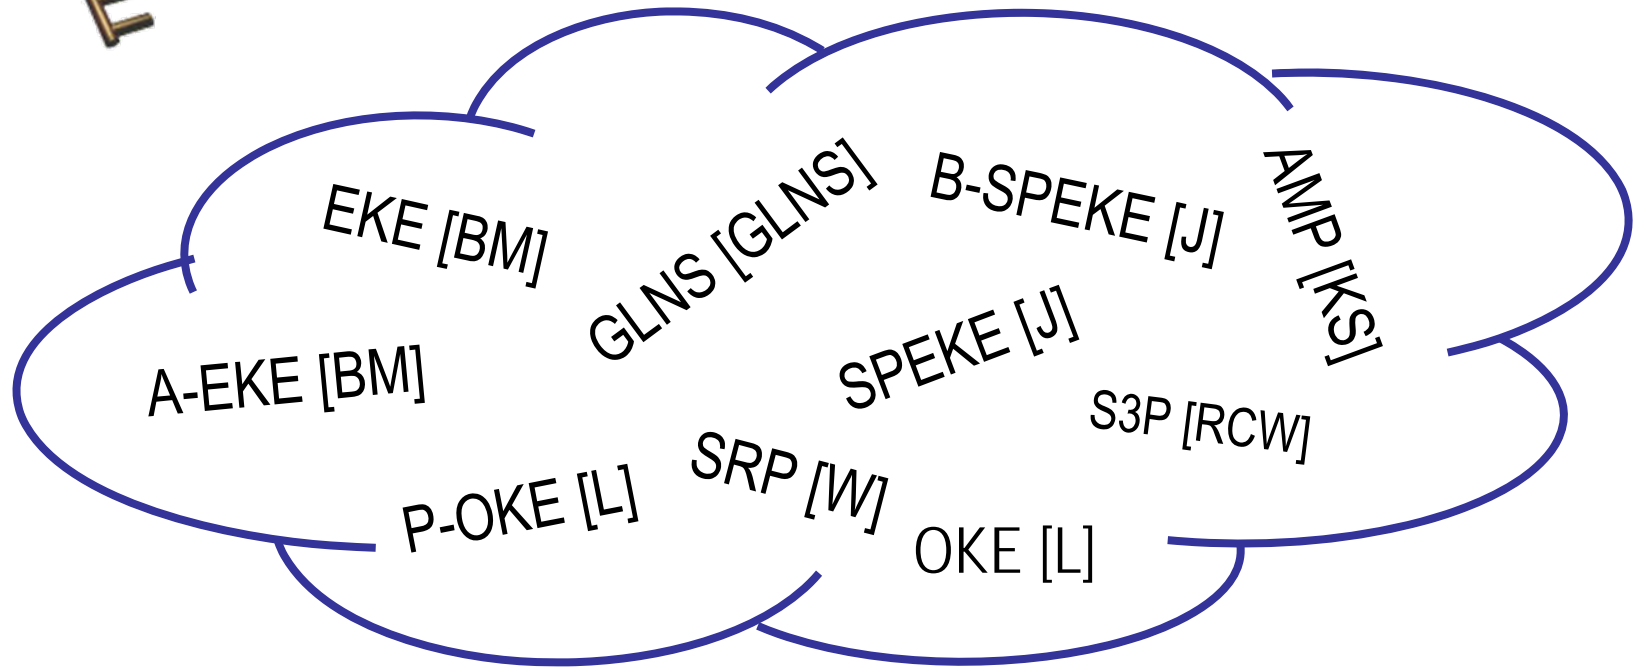 E
EKE [BM]
GLNS [GLNS]
B-SPEKE [J]
AMP [KS]
A-EKE [BM]
SPEKE [J]
S3P [RCW]
P-OKE [L]
SRP [W]
OKE [L]